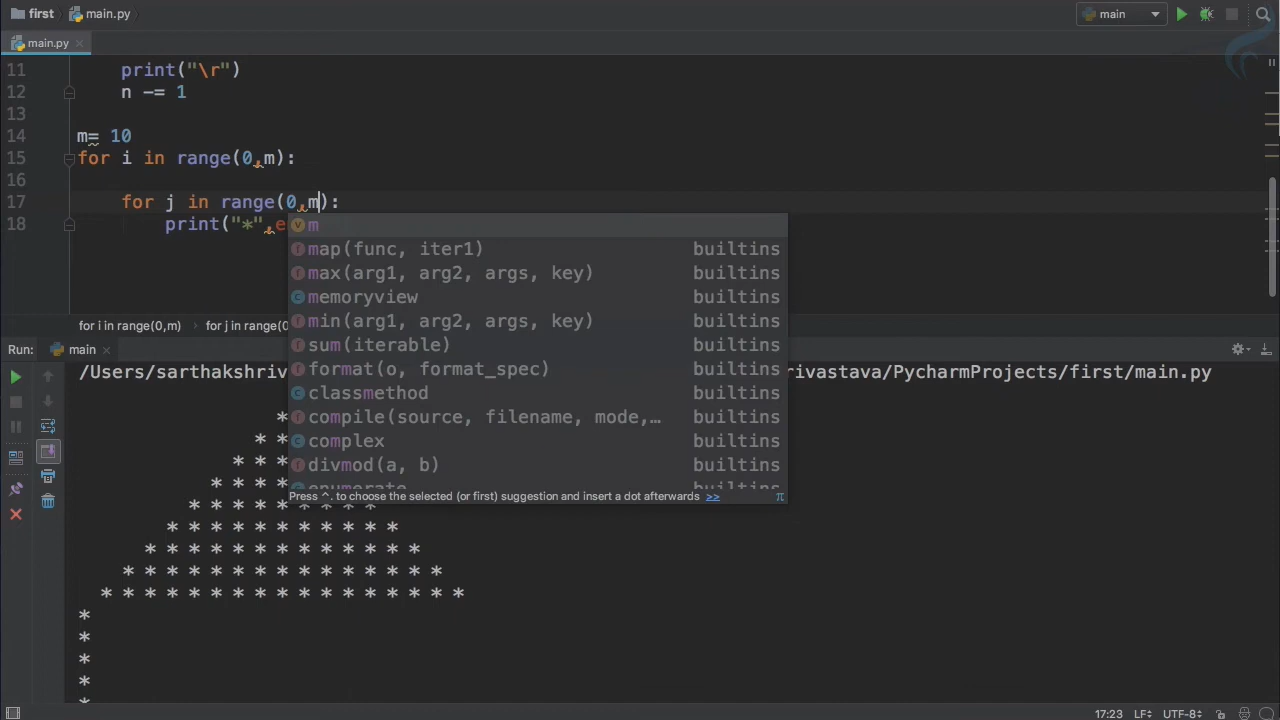 first main.py main
main.py
11 print("\r")
12 n -= 1
13
14 m= 10
15 for i in range(0,m):
16
17 for j in range(0,m):
18 print("*",e
m
map(func, iter1) builtins
max(arg1, arg2, args, key) builtins
memoryview builtins
min(arg1, arg2, args, key) builtins
sum(iterable) builtins
format(o, format_spec) builtins
classmethod builtins
compile(source, filename, mode,… builtins
complex builtins
divmod(a, b) builtins
enumerate builtins
Press ^. to choose the selected (or first) suggestion and insert a dot afterwards >> π
for i in range(0,m) › for j in range(0
Run: main
/Users/sarthakshriv rivastava/PycharmProjects/first/main.py
*
* *
* *
* * *
* * * * * * * * *
* * * * * * * * * * *
* * * * * * * * * * * * *
* * * * * * * * * * * * * * *
* * * * * * * * * * * * * * * * *
*
*
*
*
*
17:23 LF UTF-8